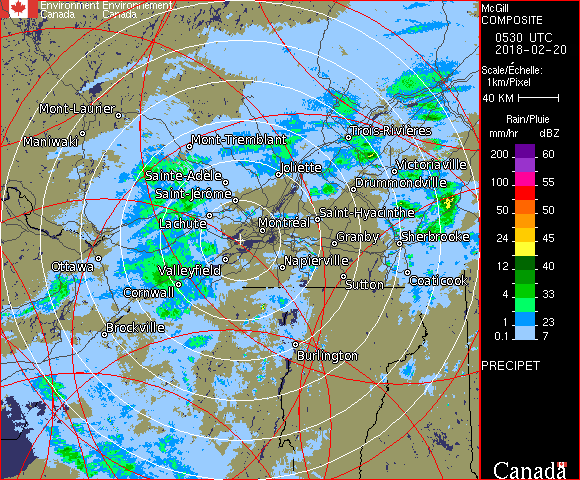 Environment Environnement
Canada Canada
McGill
COMPOSITE
0530 UTC
2018-02-20
Scale/Échelle:
1km/Pixel
40 KM
Rain/Pluie
mm/hr dBZ
200 60
100 55
50 50
24 45
12 40
4 33
1 23
0.1 7
PRECIPET
Canada
Mont-Laurier
Maniwaki
Mont-Tremblant
Trois-Rivières
Joliette
Victoriaville
Sainte-Adèle
Drummondville
Saint-Jérôme
Saint-Hyacinthe
Lachute
Montréal
Granby
Sherbrooke
Ottawa
Valleyfield
Napierville
Cornwall
Sutton
Coaticook
Brockville
Burlington